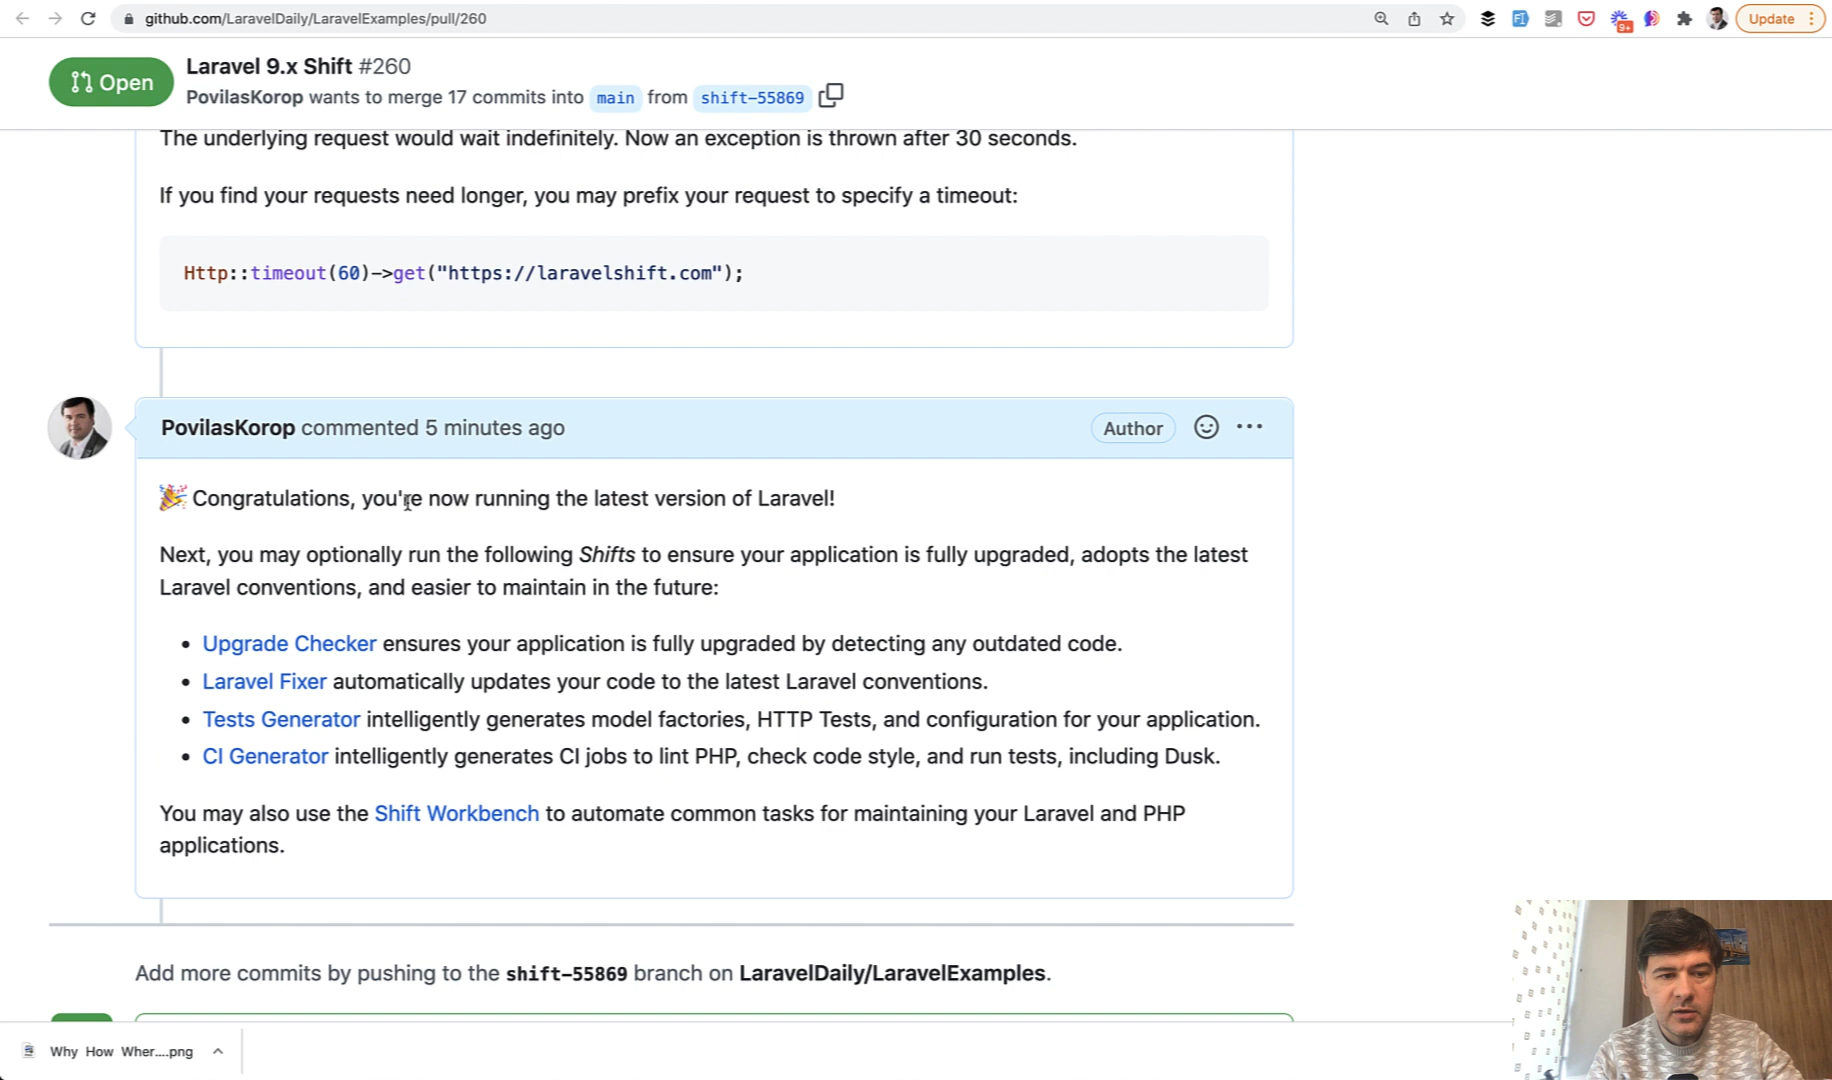 github.com/LaravelDaily/LaravelExamples/pull/260
9+
Update
Open
Laravel 9.x Shift #260
PovilasKorop wants to merge 17 commits into main from shift-55869
The underlying request would wait indefinitely. Now an exception is thrown after 30 seconds.
If you find your requests need longer, you may prefix your request to specify a timeout:
Http::timeout(60)->get("https://laravelshift.com");
PovilasKorop commented 5 minutes ago
Author
🎉 Congratulations, you're now running the latest version of Laravel!
Next, you may optionally run the following Shifts to ensure your application is fully upgraded, adopts the latest
Laravel conventions, and easier to maintain in the future:
• Upgrade Checker ensures your application is fully upgraded by detecting any outdated code.
• Laravel Fixer automatically updates your code to the latest Laravel conventions.
• Tests Generator intelligently generates model factories, HTTP Tests, and configuration for your application.
• CI Generator intelligently generates CI jobs to lint PHP, check code style, and run tests, including Dusk.
You may also use the Shift Workbench to automate common tasks for maintaining your Laravel and PHP
applications.
Add more commits by pushing to the shift-55869 branch on LaravelDaily/LaravelExamples.
Why How Wher....png